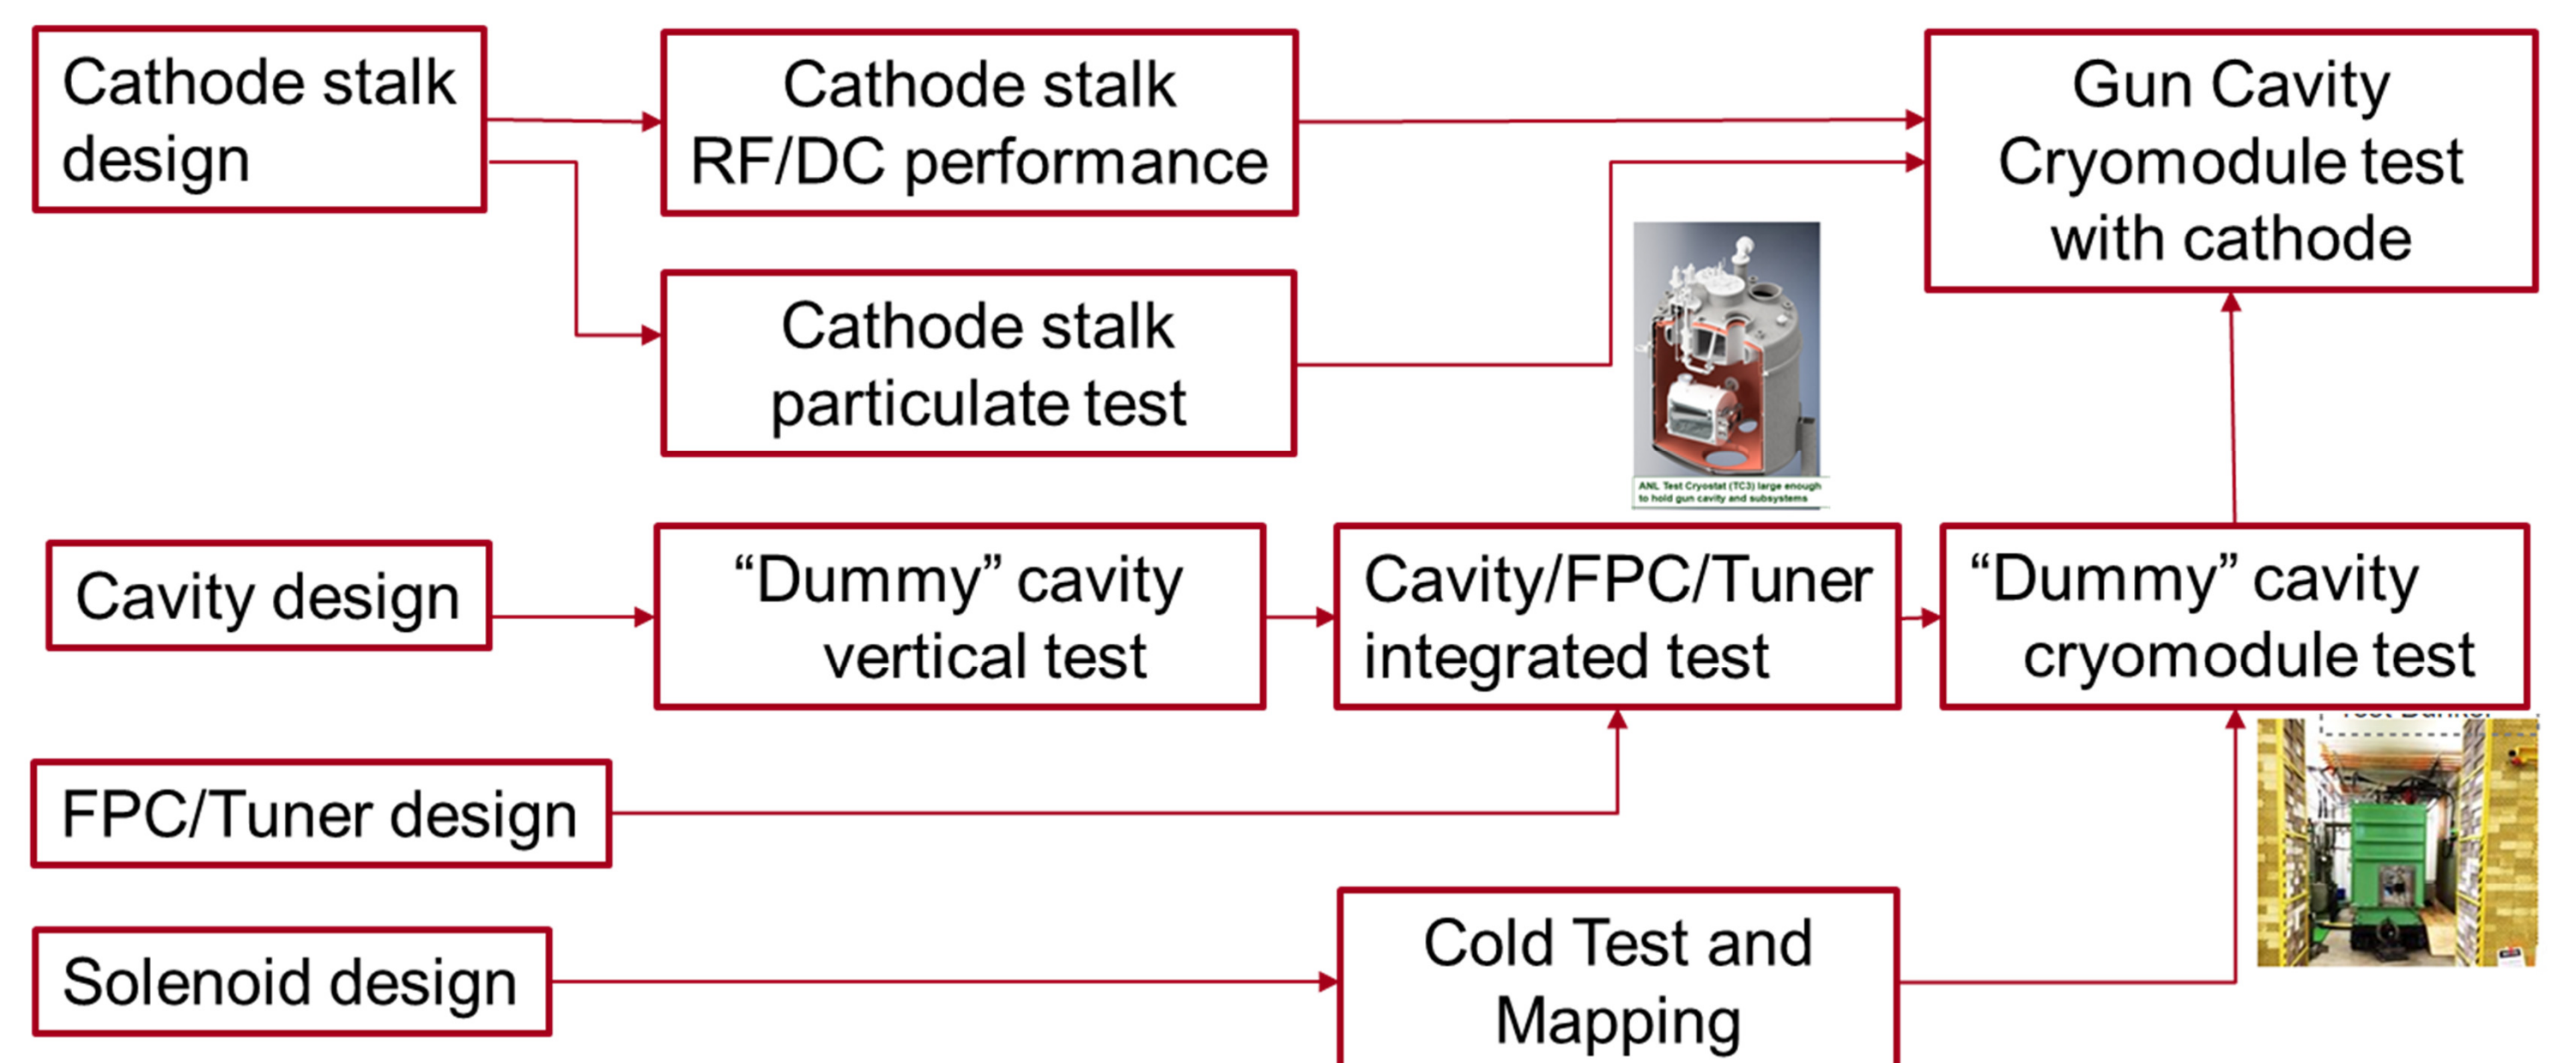 Cathode stalk
design
Cathode stalk
RF/DC performance
Gun Cavity
Cryomodule test
with cathode
Cathode stalk
particulate test
ANL Test Cryostat (TC3) large enough
to hold gun cavity and subsystems
Cavity design
“Dummy” cavity
vertical test
Cavity/FPC/Tuner
integrated test
“Dummy” cavity
cryomodule test
FPC/Tuner design
Solenoid design
Cold Test and
Mapping